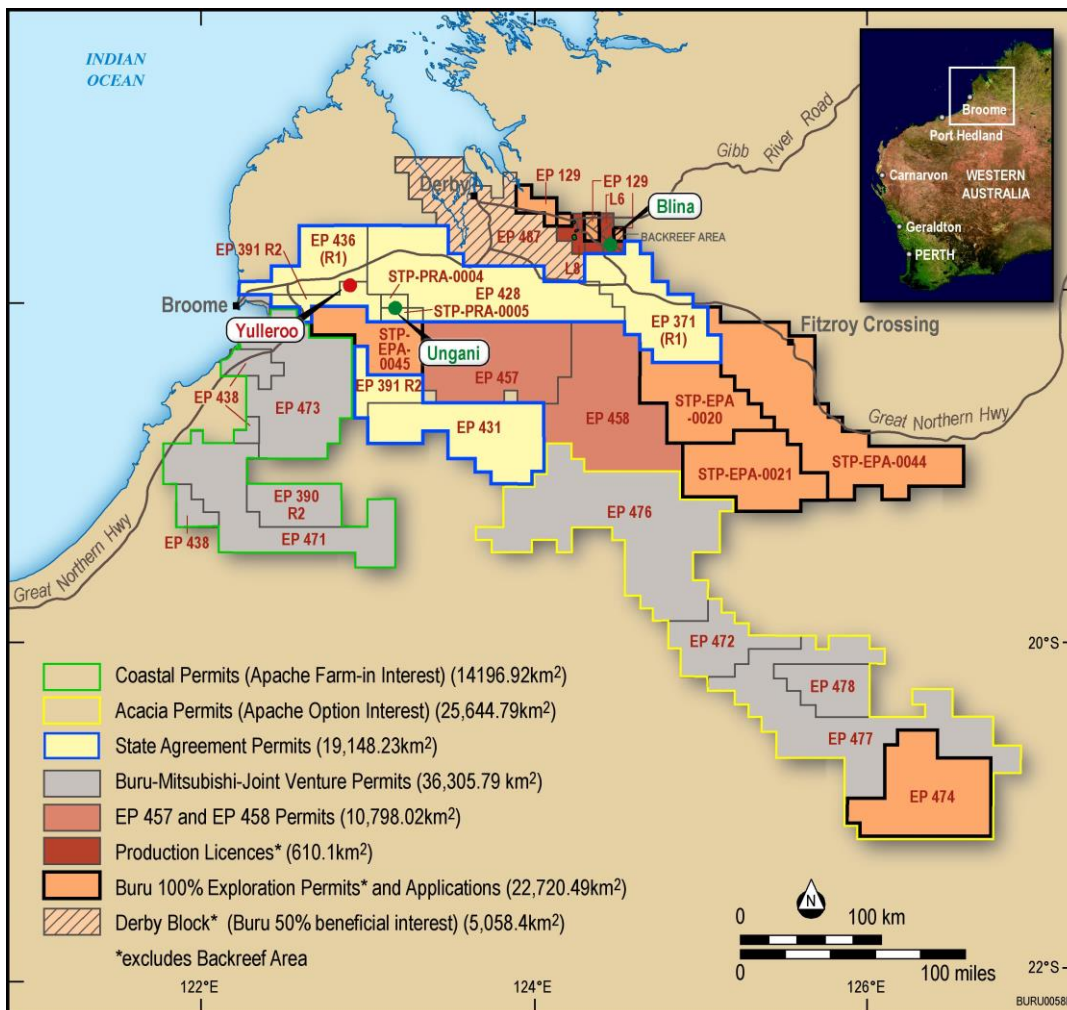 INDIAN
OCEAN
Broome
Port Hedland
Carnarvon
WESTERN
AUSTRALIA
Geraldton
PERTH
Gibb
River Road
Derby
EP 129
EP 129
L6
Blina
BACKREEF AREA
EP 487
L8
EP 391 R2
EP 436
(R1)
STP-PRA-0004
EP 428
STP-PRA-0005
Broome
Yulleroo
Ungani
STP-
EPA-
0045
EP 371
(R1)
Fitzroy Crossing
EP 457
EP 391 R2
EP 438
EP 473
EP 431
EP 458
STP-EPA
-0020
Great Northern Hwy
STP-EPA-0021
STP-EPA-0044
EP 390
R2
EP 438
EP 471
EP 476
Great Northern Hwy
EP 472
EP 478
EP 477
EP 474
20°S
22°S
122°E
124°E
126°E
Coastal Permits (Apache Farm-in Interest) (14196.92km²)
Acacia Permits (Apache Option Interest) (25,644.79km²)
State Agreement Permits (19,148.23km²)
Buru-Mitsubishi-Joint Venture Permits (36,305.79 km²)
EP 457 and EP 458 Permits (10,798.02km²)
Production Licences* (610.1km²)
Buru 100% Exploration Permits* and Applications (22,720.49km²)
Derby Block* (Buru 50% beneficial interest) (5,058.4km²)
*excludes Backreef Area
N
0 100 km
0 100 miles